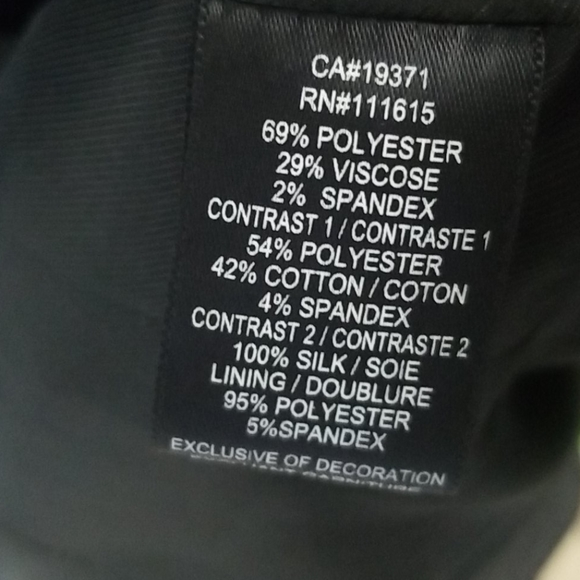 CA#19371
RN#111615
69% POLYESTER
29% VISCOSE
2% SPANDEX
CONTRAST 1 / CONTRASTE 1
54% POLYESTER
42% COTTON / COTON
4% SPANDEX
CONTRAST 2 / CONTRASTE 2
100% SILK / SOIE
LINING / DOUBLURE
95% POLYESTER
5%SPANDEX
EXCLUSIVE OF DECORATION